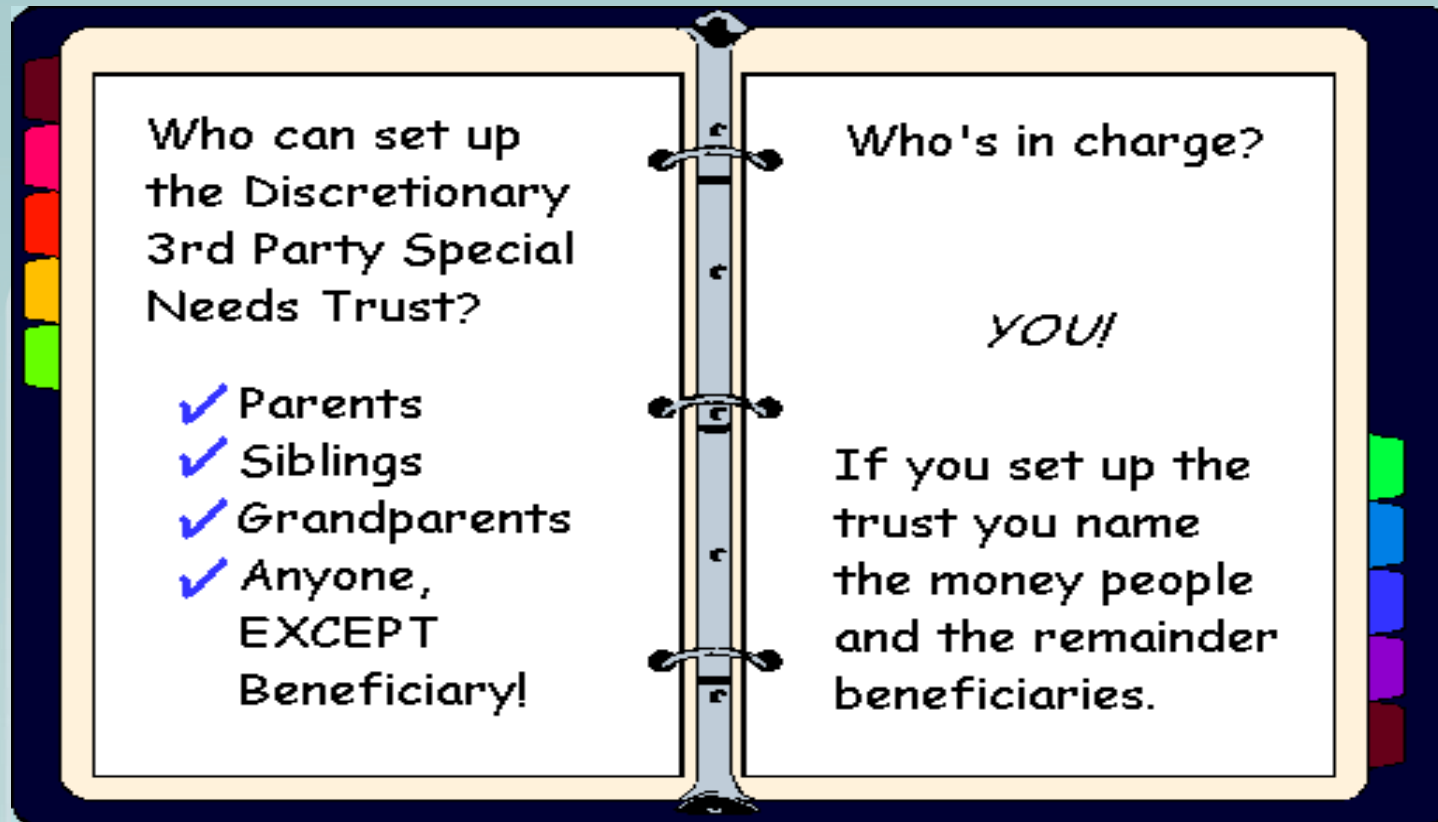 Who can set up
the Discretionary
3rd Party Special
Needs Trust?
Parents
Siblings
Grandparents
Anyone,
EXCEPT
Beneficiary!
Who's in charge?
YOU!
If you set up the
trust you name
the money people
and the remainder
beneficiaries.